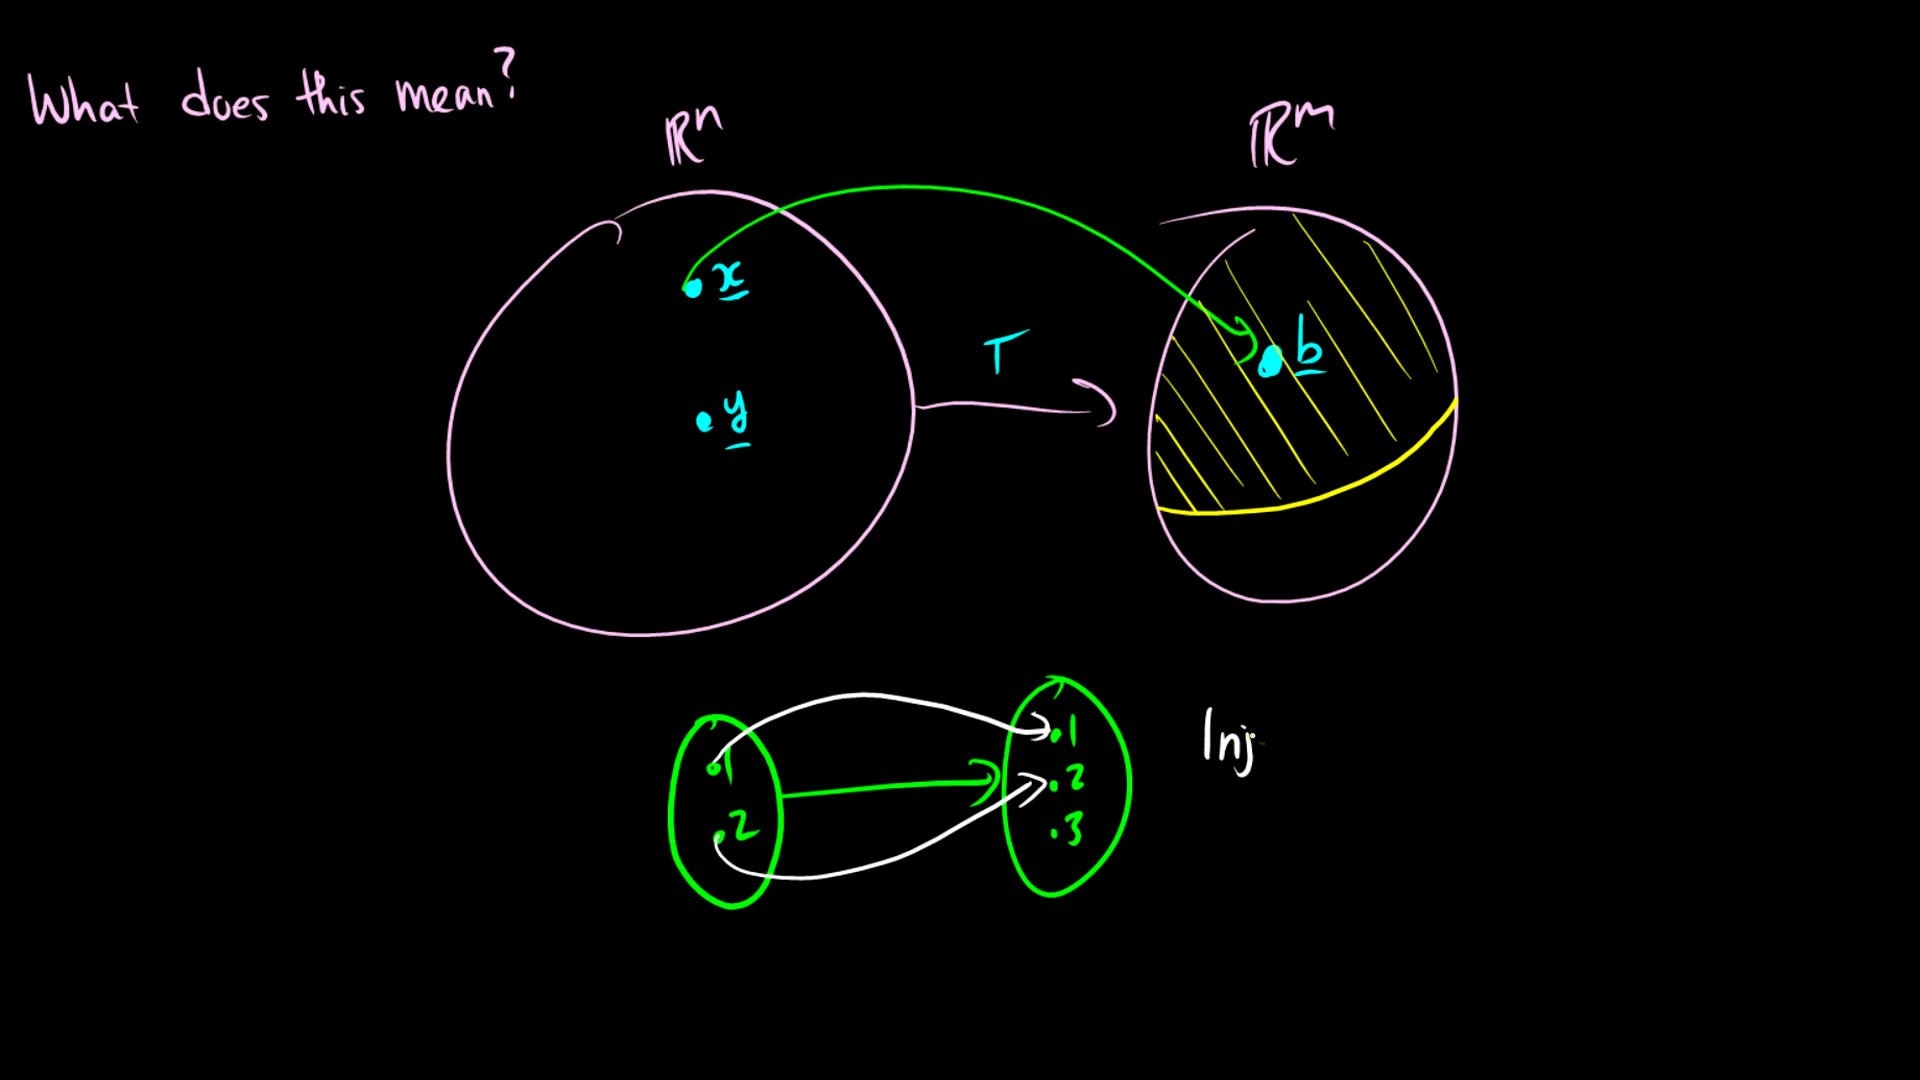 What does this mean?
ℝⁿ
ℝᵐ
x
T
b
y
1
2
1
2
3
Inj